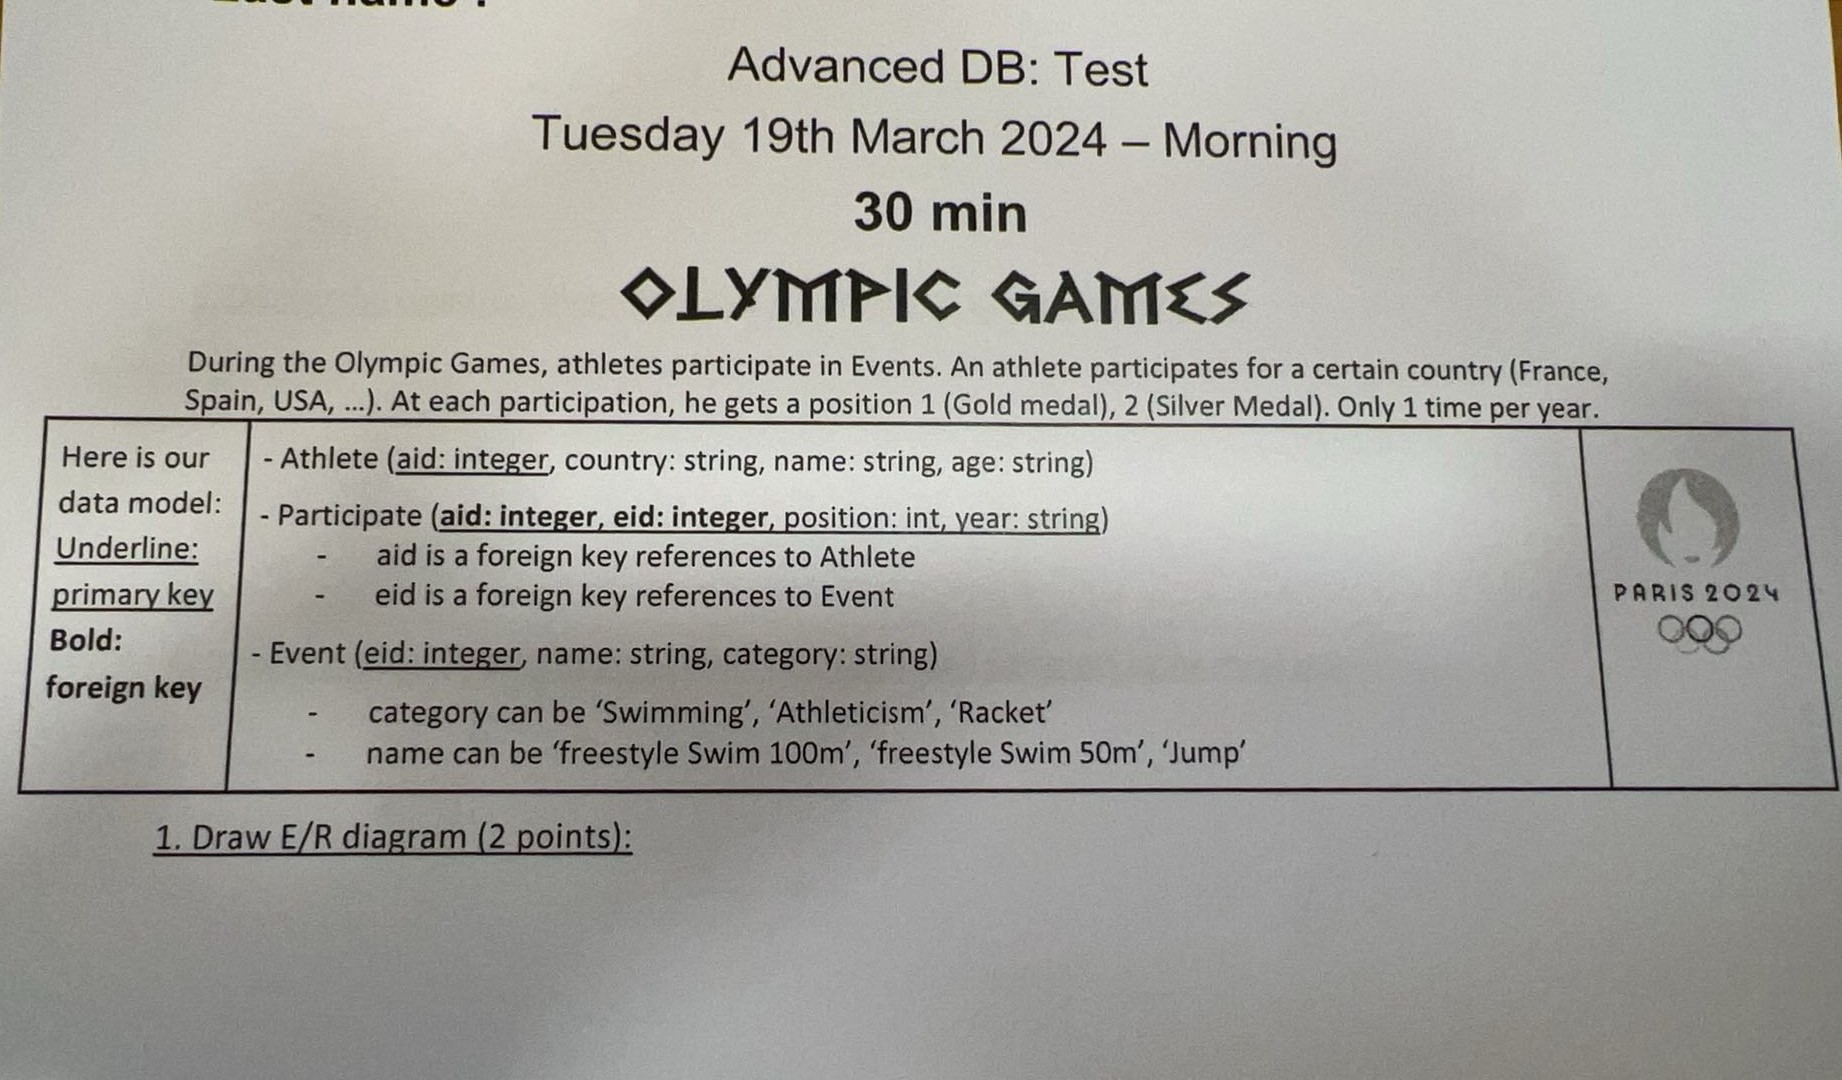 Last name :
Advanced DB: Test
Tuesday 19th March 2024 – Morning
30 min
OLYMPIC GAMES
During the Olympic Games, athletes participate in Events. An athlete participates for a certain country (France,
Spain, USA, ...). At each participation, he gets a position 1 (Gold medal), 2 (Silver Medal). Only 1 time per year.
Here is our
data model:
Underline:
primary key
Bold:
foreign key
- Athlete (aid: integer, country: string, name: string, age: string)
- Participate (aid: integer, eid: integer, position: int, year: string)
- aid is a foreign key references to Athlete
- eid is a foreign key references to Event
- Event (eid: integer, name: string, category: string)
- category can be ‘Swimming’, ‘Athleticism’, ‘Racket’
- name can be ‘freestyle Swim 100m’, ‘freestyle Swim 50m’, ‘Jump’
PARIS 2024
1. Draw E/R diagram (2 points):